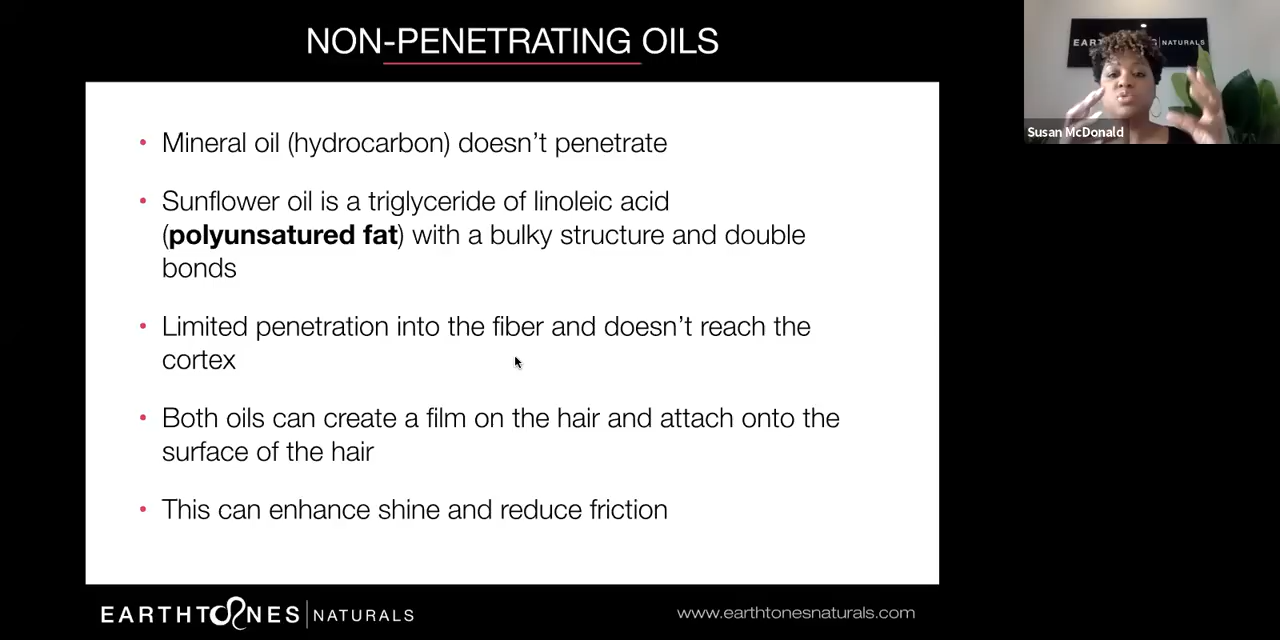 NON-PENETRATING OILS
• Mineral oil (hydrocarbon) doesn’t penetrate
• Sunflower oil is a triglyceride of linoleic acid
(polyunsatured fat) with a bulky structure and double
bonds
• Limited penetration into the fiber and doesn’t reach the
cortex
• Both oils can create a film on the hair and attach onto the
surface of the hair
• This can enhance shine and reduce friction
EARTHTONES NATURALS
www.earthtonesnaturals.com
NATURALS
Susan McDonald